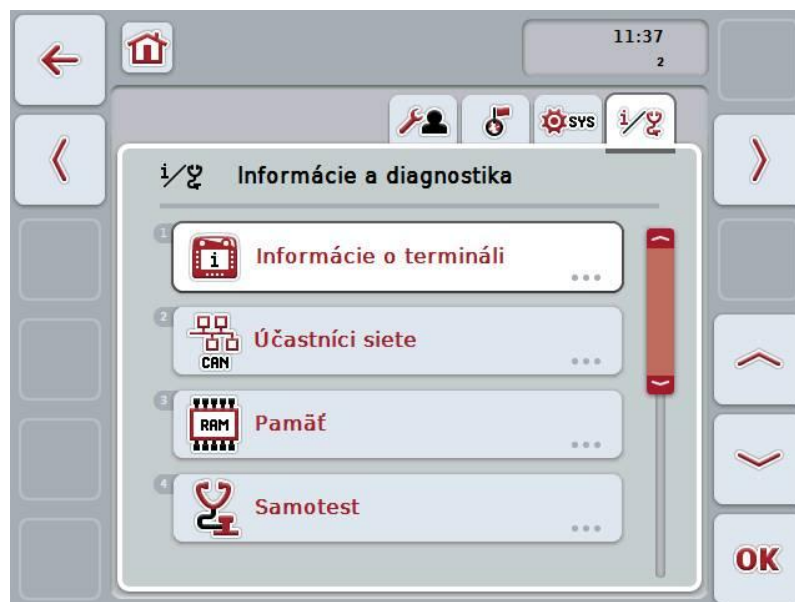 11:37
2
SYS
i
Informácie a diagnostika
i
1
i
Informácie o termináli
2
CAN
Účastníci siete
3
RAM
Pamäť
4
Samotest
OK